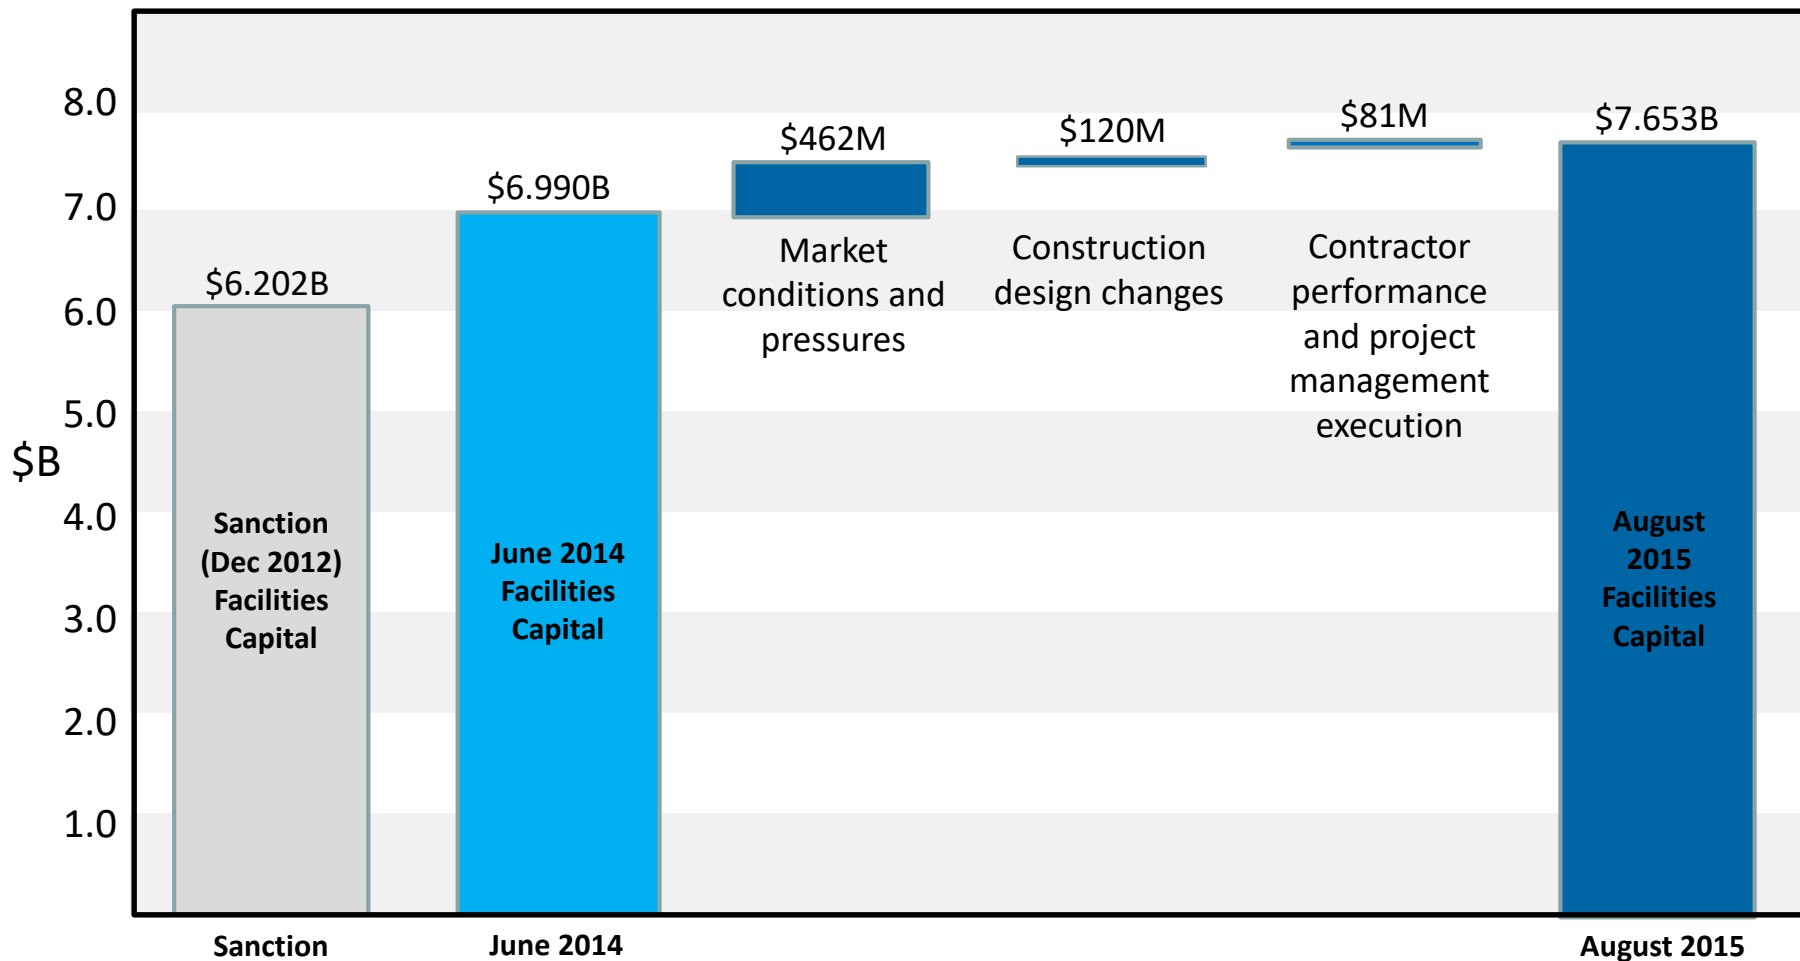 8.0
7.0
6.0
5.0
$B
4.0
3.0
2.0
1.0
$6.202B
$6.990B
$462M
$120M
$81M
$7.653B
Market
conditions and
pressures
Construction
design changes
Contractor
performance
and project
management
execution
Sanction
(Dec 2012)
Facilities
Capital
June 2014
Facilities
Capital
August
2015
Facilities
Capital
Sanction
June 2014
August 2015